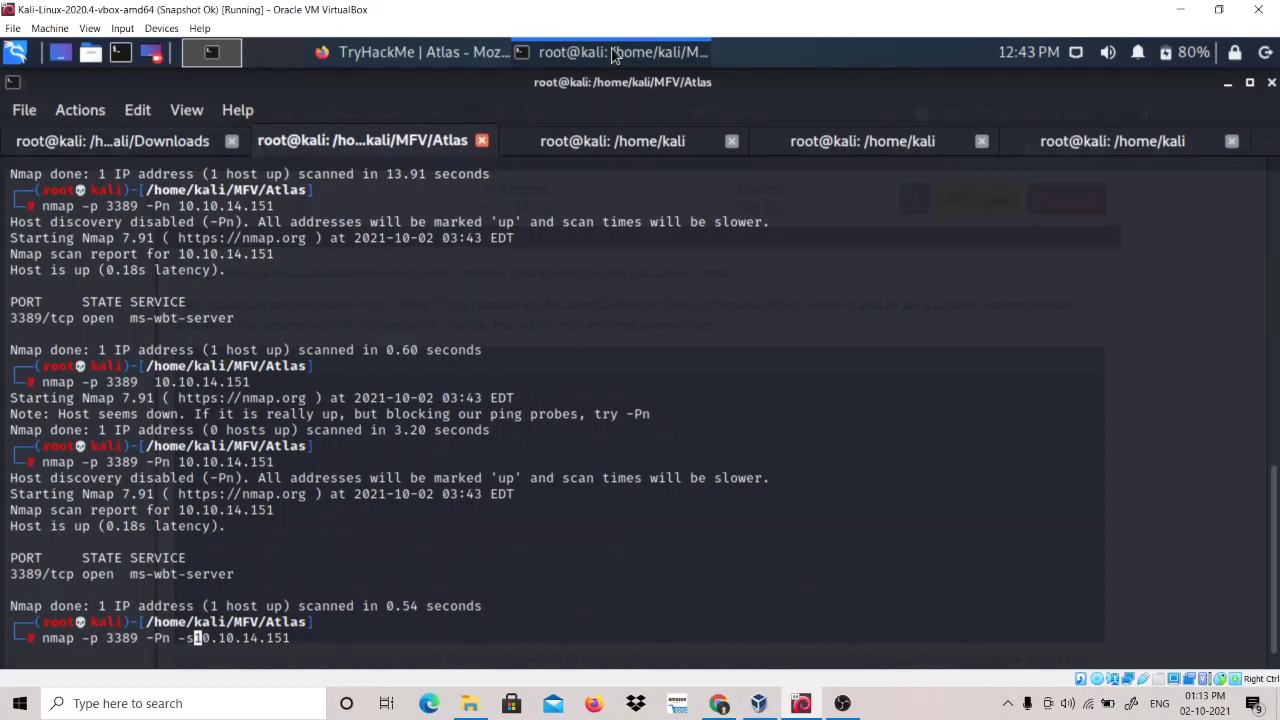 Kali-Linux-2020.4-vbox-amd64 (Snapshot Ok) [Running] - Oracle VM VirtualBox
File Machine View Input Devices Help
TryHackMe | Atlas - Moz... root@kali: /home/kali/M... 12:43 PM 80%
root@kali: /home/kali/MFV/Atlas
File Actions Edit View Help
root@kali: /h...ali/Downloads root@kali: /ho...kali/MFV/Atlas root@kali: /home/kali root@kali: /home/kali root@kali: /home/kali
Nmap done: 1 IP address (1 host up) scanned in 13.91 seconds
(root💀kali)-[/home/kali/MFV/Atlas]
# nmap -p 3389 -Pn 10.10.14.151
Host discovery disabled (-Pn). All addresses will be marked 'up' and scan times will be slower.
Starting Nmap 7.91 ( https://nmap.org ) at 2021-10-02 03:43 EDT
Nmap scan report for 10.10.14.151
Host is up (0.18s latency).
PORT STATE SERVICE
3389/tcp open ms-wbt-server
Nmap done: 1 IP address (1 host up) scanned in 0.60 seconds
(root💀kali)-[/home/kali/MFV/Atlas]
# nmap -p 3389  10.10.14.151
Starting Nmap 7.91 ( https://nmap.org ) at 2021-10-02 03:43 EDT
Note: Host seems down. If it is really up, but blocking our ping probes, try -Pn
Nmap done: 1 IP address (0 hosts up) scanned in 3.20 seconds
(root💀kali)-[/home/kali/MFV/Atlas]
# nmap -p 3389 -Pn 10.10.14.151
Host discovery disabled (-Pn). All addresses will be marked 'up' and scan times will be slower.
Starting Nmap 7.91 ( https://nmap.org ) at 2021-10-02 03:43 EDT
Nmap scan report for 10.10.14.151
Host is up (0.18s latency).
PORT STATE SERVICE
3389/tcp open ms-wbt-server
Nmap done: 1 IP address (1 host up) scanned in 0.54 seconds
(root💀kali)-[/home/kali/MFV/Atlas]
# nmap -p 3389 -Pn -s10.10.14.151
Right Ctrl
Type here to search
ENG
01:13 PM
02-10-2021
9